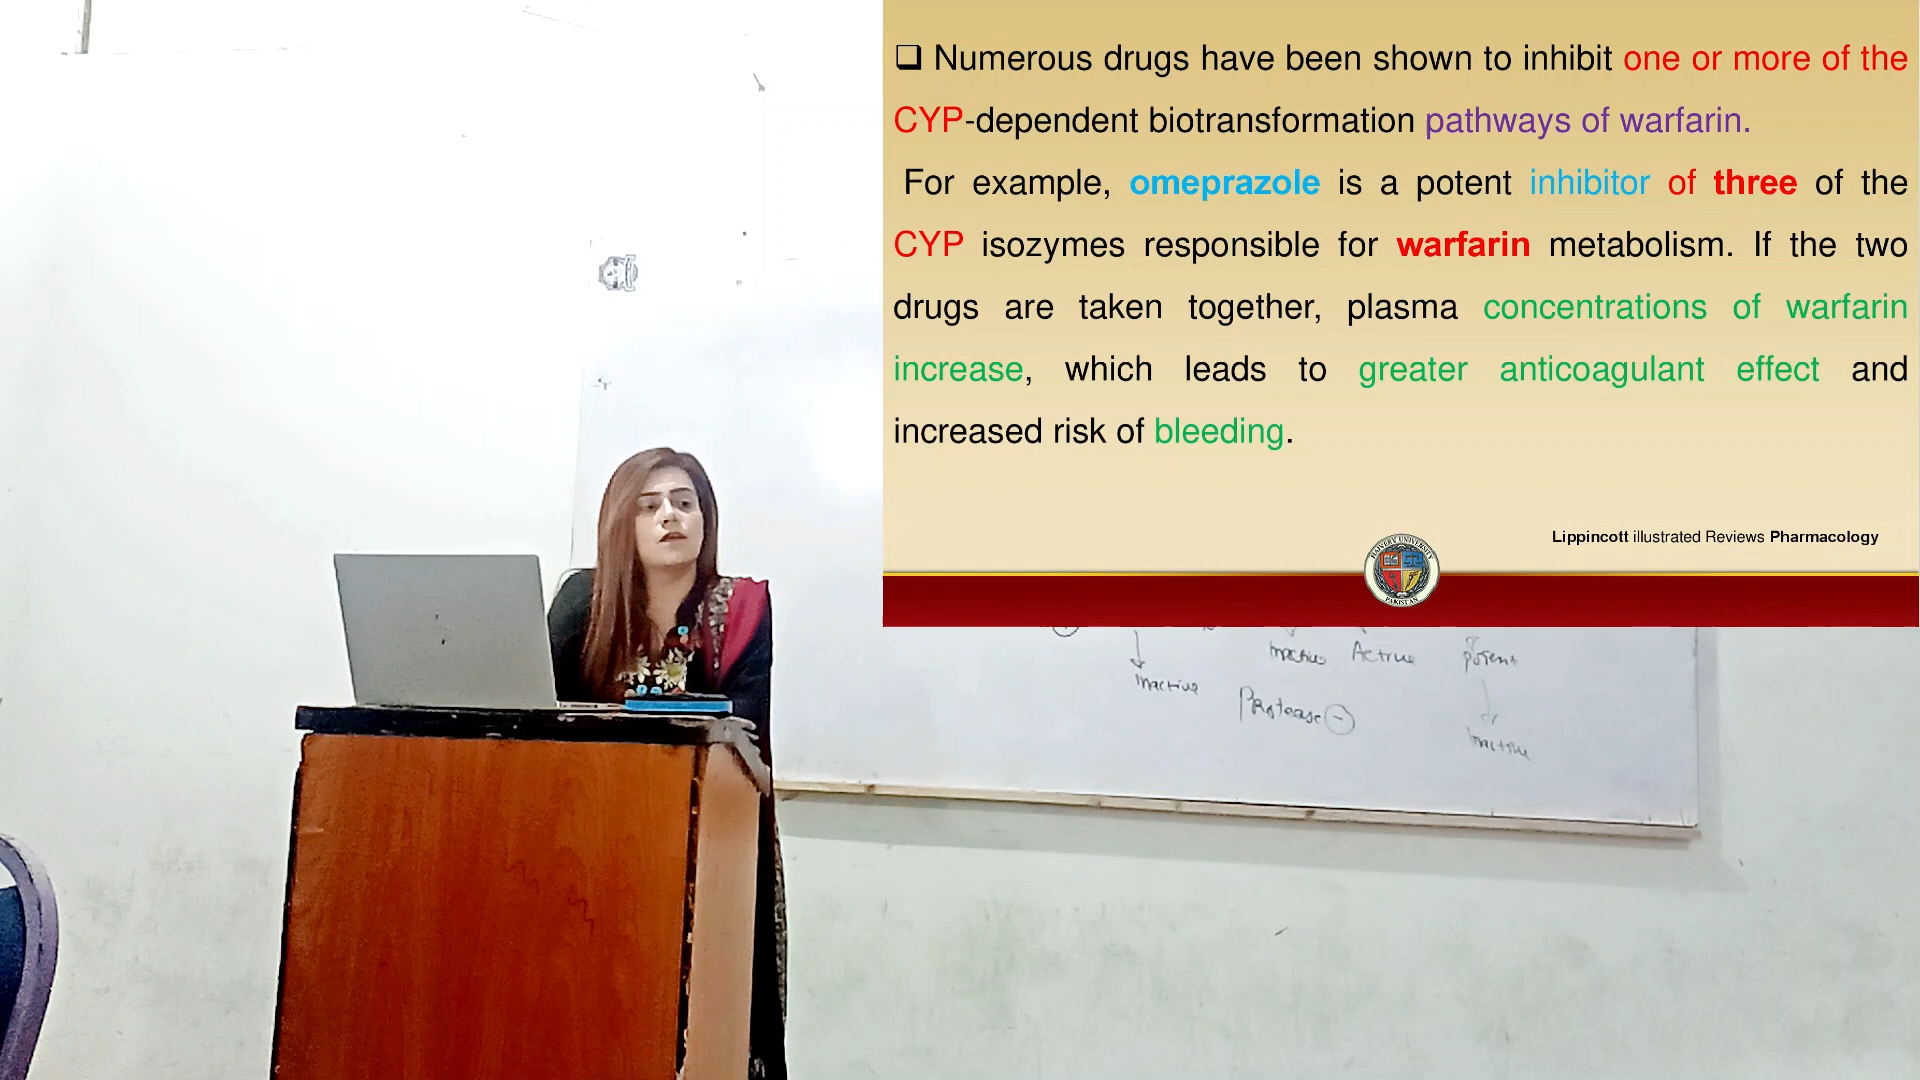 ❑ Numerous drugs have been shown to inhibit one or more of the
CYP-dependent biotransformation pathways of warfarin.
For example, omeprazole is a potent inhibitor of three of the
CYP isozymes responsible for warfarin metabolism. If the two
drugs are taken together, plasma concentrations of warfarin
increase, which leads to greater anticoagulant effect and
increased risk of bleeding.
Lippincott illustrated Reviews Pharmacology
PAKISTAN
Inactive Active
Inactive
Protease
Inactive